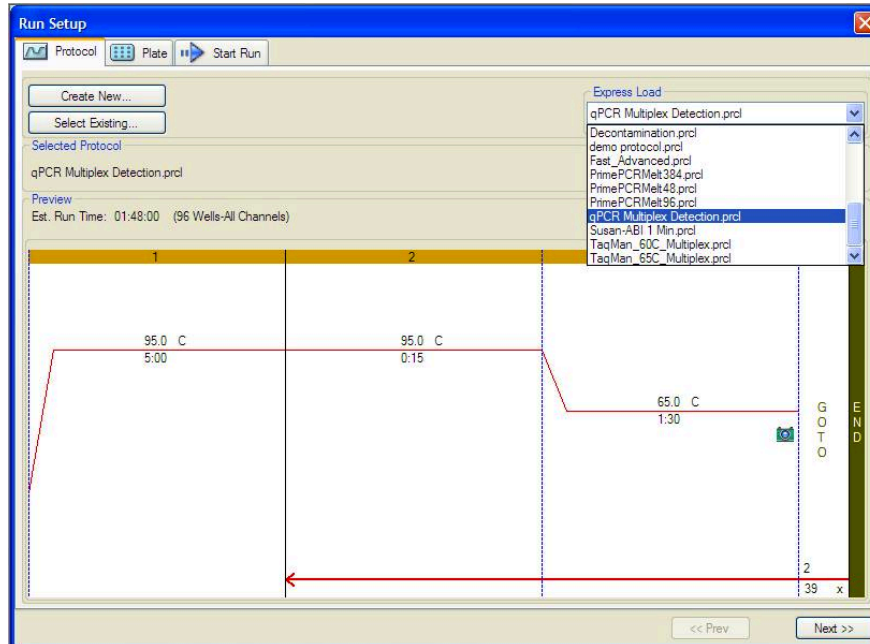 Run Setup
Protocol Plate Start Run
Create New...
Select Existing...
Express Load
qPCR Multiplex Detection.prcl
Decontamination.prcl
demo protocol.prcl
Fast_Advanced.prcl
PrimePCRMelt384.prcl
PrimePCRMelt48.prcl
PrimePCRMelt96.prcl
qPCR Multiplex Detection.prcl
Susan-ABI 1 Min.prcl
TaqMan_60C_Multiplex.prcl
TaqMan_65C_Multiplex.prcl
Selected Protocol
qPCR Multiplex Detection.prcl
Preview
Est. Run Time: 01:48:00 (96 Wells-All Channels)
1 2
95.0 C
5:00
95.0 C
0:15
65.0 C
1:30
GOTO
END
2
39 x
<< Prev Next >>